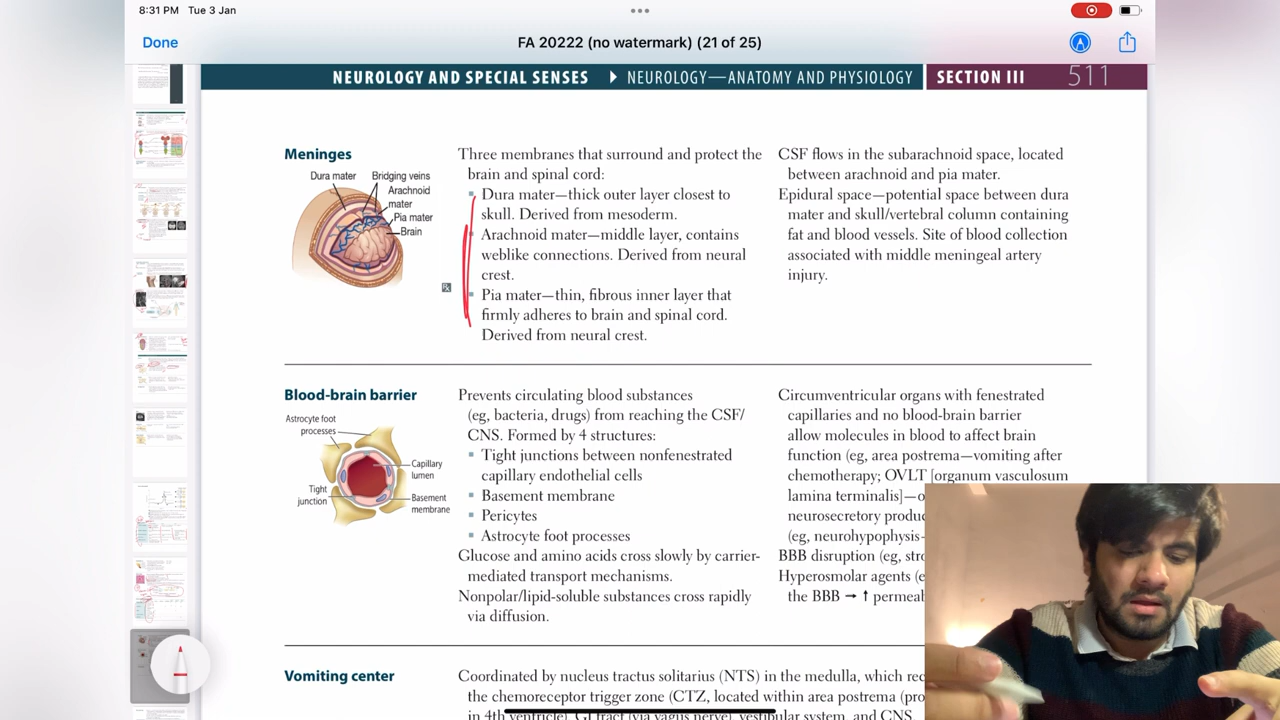 8:31 PM Tue 3 Jan
Done
FA 20222 (no watermark) (21 of 25)
NEUROLOGY AND SPECIAL SENS ▶ NEUROLOGY—ANATOMY AND PHYSIOLOGY SECTION III 511
Meninges
Dura mater
Bridging veins
Arachnoid
mater
Pia mater
Brain
Three membranes that surround and protect the
brain and spinal cord:
Dura mater—thick outer layer closest to
skull. Derived from mesoderm.
Arachnoid mater—middle layer, contains
weblike connections. Derived from neural
crest.
Pia mater—thin, fibrous inner layer that
firmly adheres to brain and spinal cord.
Derived from neural crest.
CSF flows in the subarachnoid space, located
between arachnoid and pia mater.
Epidural space—potential space between dura
mater and skull/vertebral column containing
fat and blood vessels. Site of blood collection
associated with middle meningeal artery
injury.
Blood-brain barrier
Astrocyte foot
processes
Capillary
lumen
Tight
junction
Basement
membrane
Prevents circulating blood substances
(eg, bacteria, drugs) from reaching the CSF/
CNS. Formed by 4 structures:
Tight junctions between nonfenestrated
capillary endothelial cells
Basement membrane
Pericytes
Astrocyte foot processes
Glucose and amino acids cross slowly by carrier-
mediated transport mechanisms.
Nonpolar/lipid-soluble substances cross rapidly
via diffusion.
Circumventricular organs with fenestrated
capillaries and no blood-brain barrier
allow molecules in blood to affect brain
function (eg, area postrema—vomiting after
chemotherapy; OVLT [organum vasculosum
lamina terminalis]
neurosecretory
(eg, neurohypophysis—
BBB disruption (eg,
hyperosmolar agents
the BBB
Vomiting center
Coordinated by nucleus tractus solitarius (NTS) in the
the chemoreceptor trigger zone (CTZ, located within area